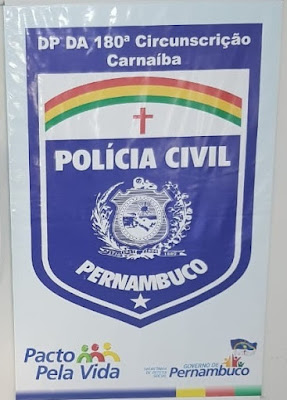 DP DA 180ª Circunscrição
Carnaíba
POLÍCIA CIVIL
PERNAMBUCO
Pacto
Pela Vida
GOVERNO DE
Pernambuco